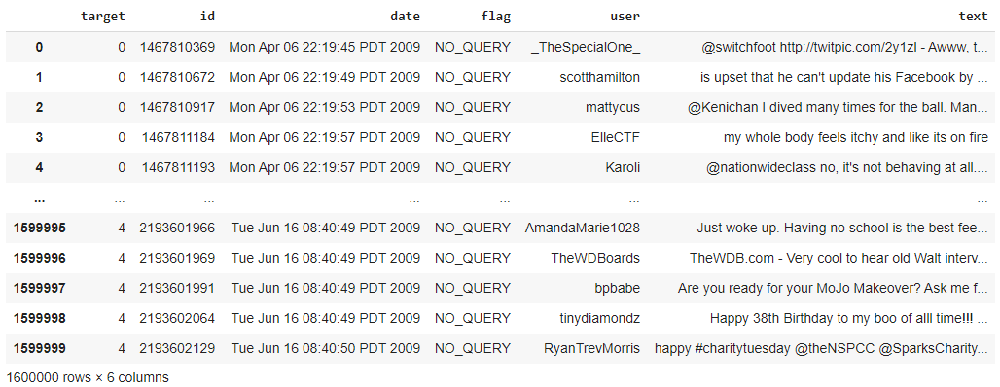 target id date flag user text
0 0 1467810369 Mon Apr 06 22:19:45 PDT 2009 NO_QUERY _TheSpecialOne_ @switchfoot http://twitpic.com/2y1zl - Awww, t...
1 0 1467810672 Mon Apr 06 22:19:49 PDT 2009 NO_QUERY scotthamilton is upset that he can't update his Facebook by ...
2 0 1467810917 Mon Apr 06 22:19:53 PDT 2009 NO_QUERY mattycus @Kenichan I dived many times for the ball. Man...
3 0 1467811184 Mon Apr 06 22:19:57 PDT 2009 NO_QUERY ElleCTF my whole body feels itchy and like its on fire
4 0 1467811193 Mon Apr 06 22:19:57 PDT 2009 NO_QUERY Karoli @nationwideclass no, it's not behaving at all....
... ... ... ... ... ... ...
1599995 4 2193601966 Tue Jun 16 08:40:49 PDT 2009 NO_QUERY AmandaMarie1028 Just woke up. Having no school is the best fee...
1599996 4 2193601969 Tue Jun 16 08:40:49 PDT 2009 NO_QUERY TheWDBoards TheWDB.com - Very cool to hear old Walt interv...
1599997 4 2193601991 Tue Jun 16 08:40:49 PDT 2009 NO_QUERY bpbabe Are you ready for your MoJo Makeover? Ask me f...
1599998 4 2193602064 Tue Jun 16 08:40:49 PDT 2009 NO_QUERY tinydiamondz Happy 38th Birthday to my boo of alll time!!! ...
1599999 4 2193602129 Tue Jun 16 08:40:50 PDT 2009 NO_QUERY RyanTrevMorris happy #charitytuesday @theNSPCC @SparksCharity...
1600000 rows × 6 columns